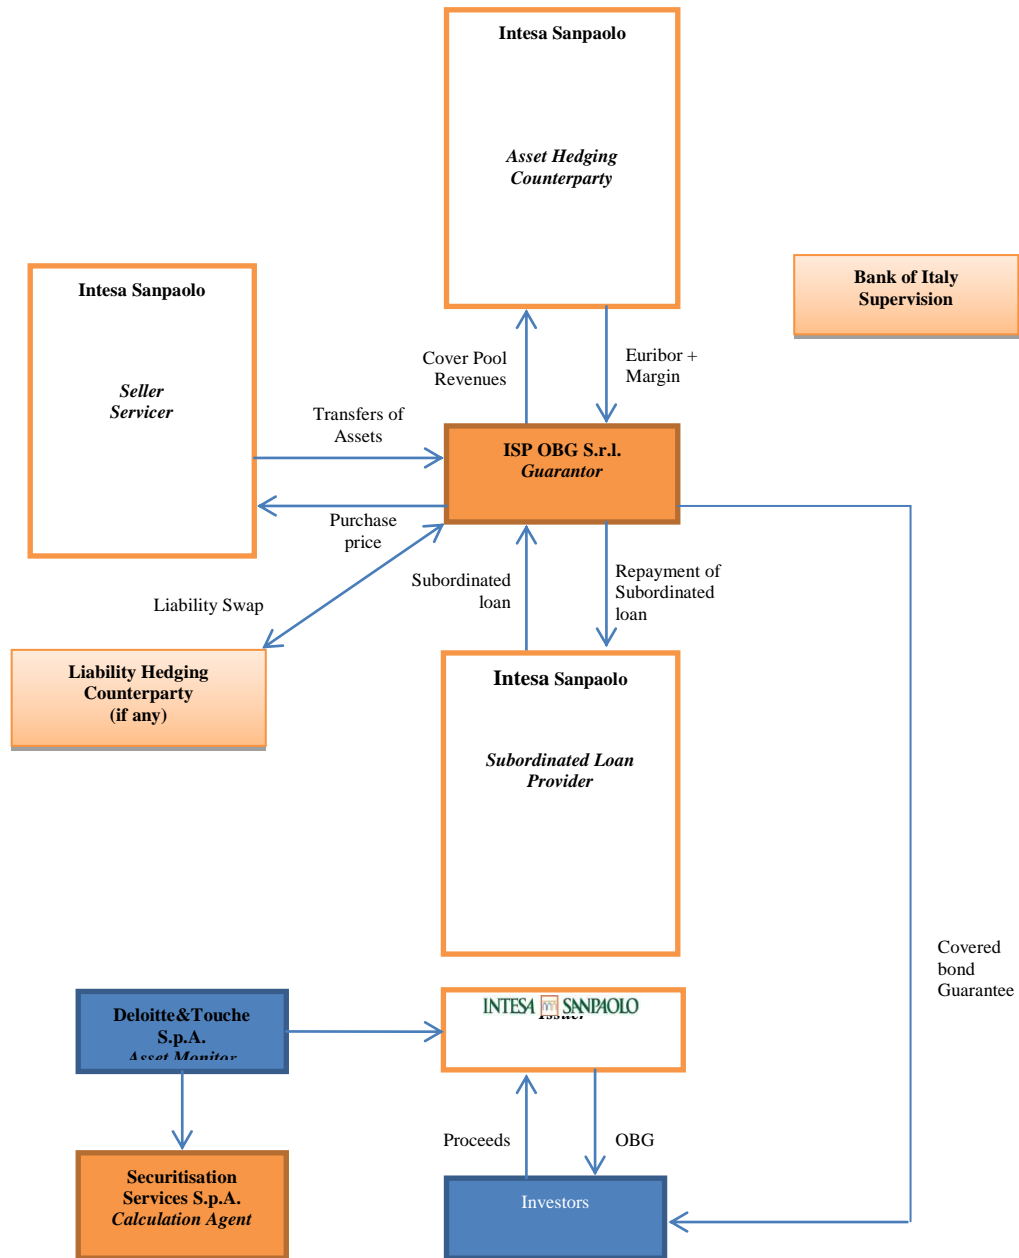 Intesa Sanpaolo
Asset Hedging
Counterparty
Bank of Italy
Supervision
Intesa Sanpaolo
Seller
Servicer
Cover Pool
Revenues
Euribor +
Margin
Transfers of
Assets
ISP OBG S.r.l.
Guarantor
Purchase
price
Subordinated
loan
Repayment of
Subordinated
loan
Liability Swap
Liability Hedging
Counterparty
(if any)
Intesa Sanpaolo
Subordinated Loan
Provider
Covered
bond
Guarantee
Deloitte&Touche
S.p.A.
Asset Monitor
INTESA SANPAOLO
Issuer
Proceeds
OBG
Securitisation
Services S.p.A.
Calculation Agent
Investors